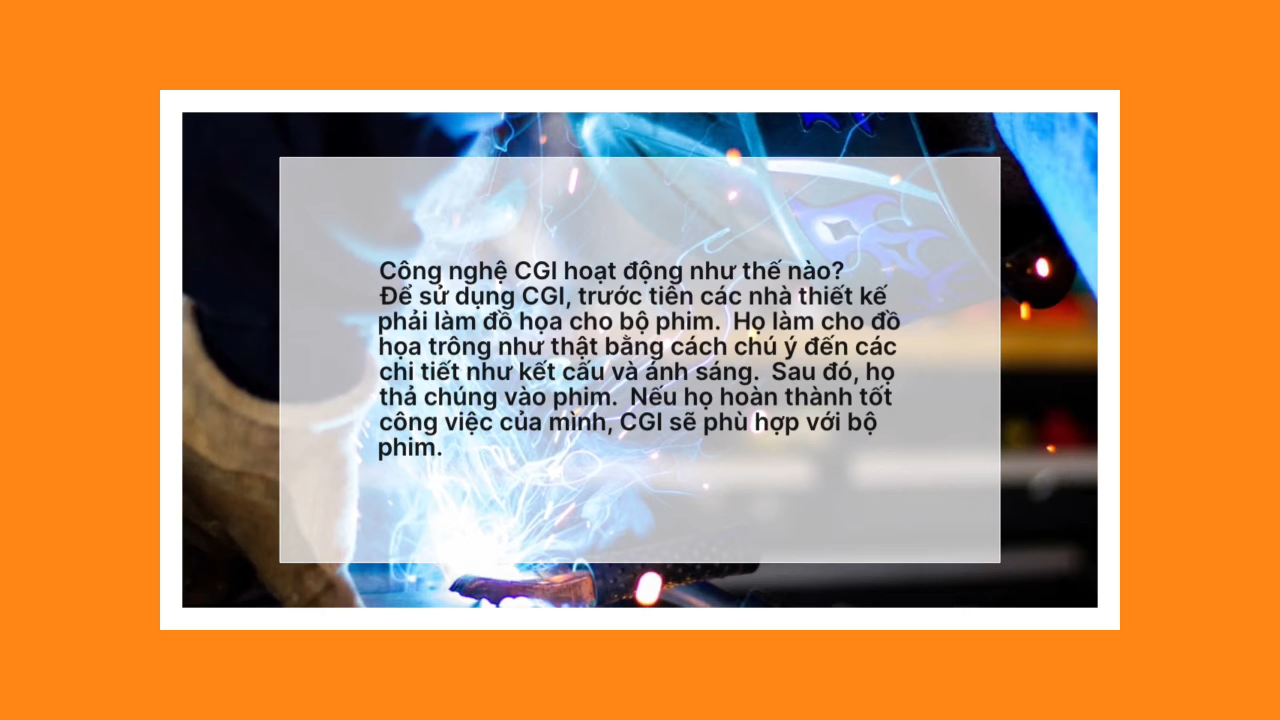 Công nghệ CGI hoạt động như thế nào?
Để sử dụng CGI, trước tiên các nhà thiết kế
phải làm đồ họa cho bộ phim.  Họ làm cho đồ
họa trông như thật bằng cách chú ý đến các
chi tiết như kết cấu và ánh sáng.  Sau đó, họ
thả chúng vào phim.  Nếu họ hoàn thành tốt
công việc của mình, CGI sẽ phù hợp với bộ
phim.